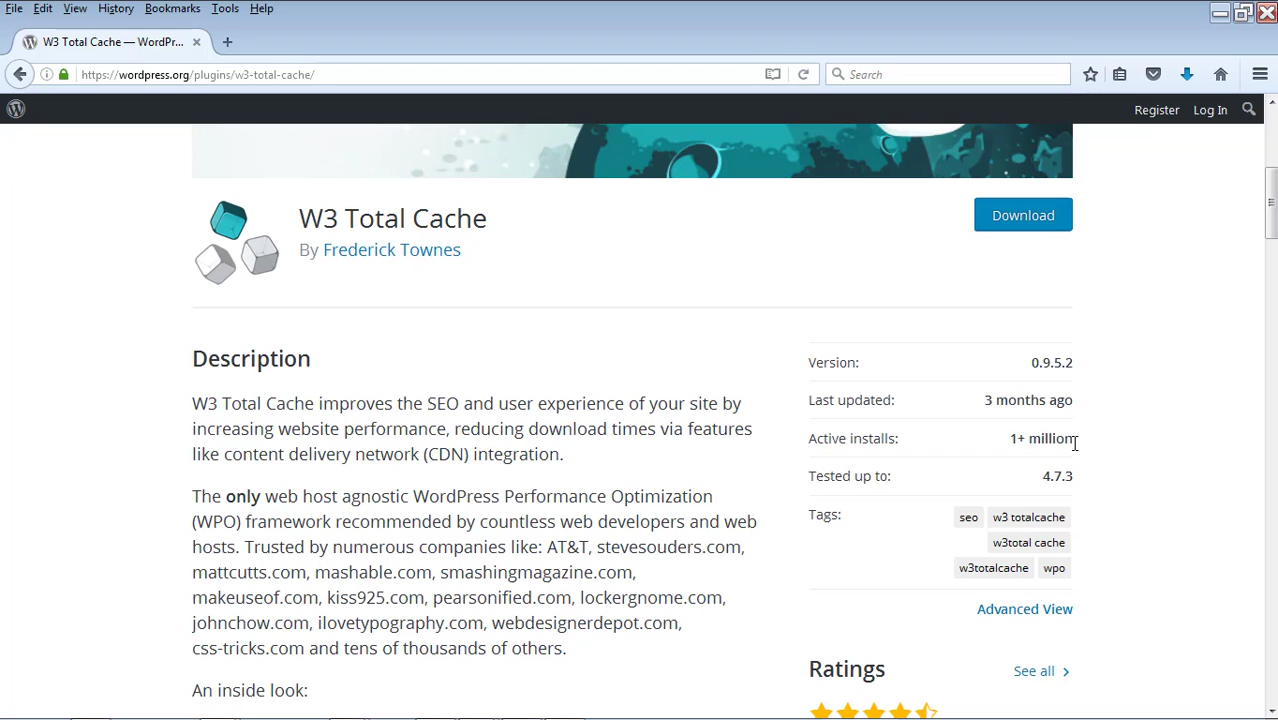 File Edit View History Bookmarks Tools Help
W3 Total Cache — WordPr...
https://wordpress.org/plugins/w3-total-cache/
Search
Register Log In
W3 Total Cache
Download
By Frederick Townes
Description
W3 Total Cache improves the SEO and user experience of your site by
increasing website performance, reducing download times via features
like content delivery network (CDN) integration.
The only web host agnostic WordPress Performance Optimization
(WPO) framework recommended by countless web developers and web
hosts. Trusted by numerous companies like: AT&T, stevesouders.com,
mattcutts.com, mashable.com, smashingmagazine.com,
makeuseof.com, kiss925.com, pearsonified.com, lockergnome.com,
johnchow.com, ilovetypography.com, webdesignerdepot.com,
css-tricks.com and tens of thousands of others.
An inside look:
Version: 0.9.5.2
Last updated: 3 months ago
Active installs: 1+ million
Tested up to: 4.7.3
Tags: seo w3 totalcache
w3total cache
w3totalcache wpo
Advanced View
Ratings See all